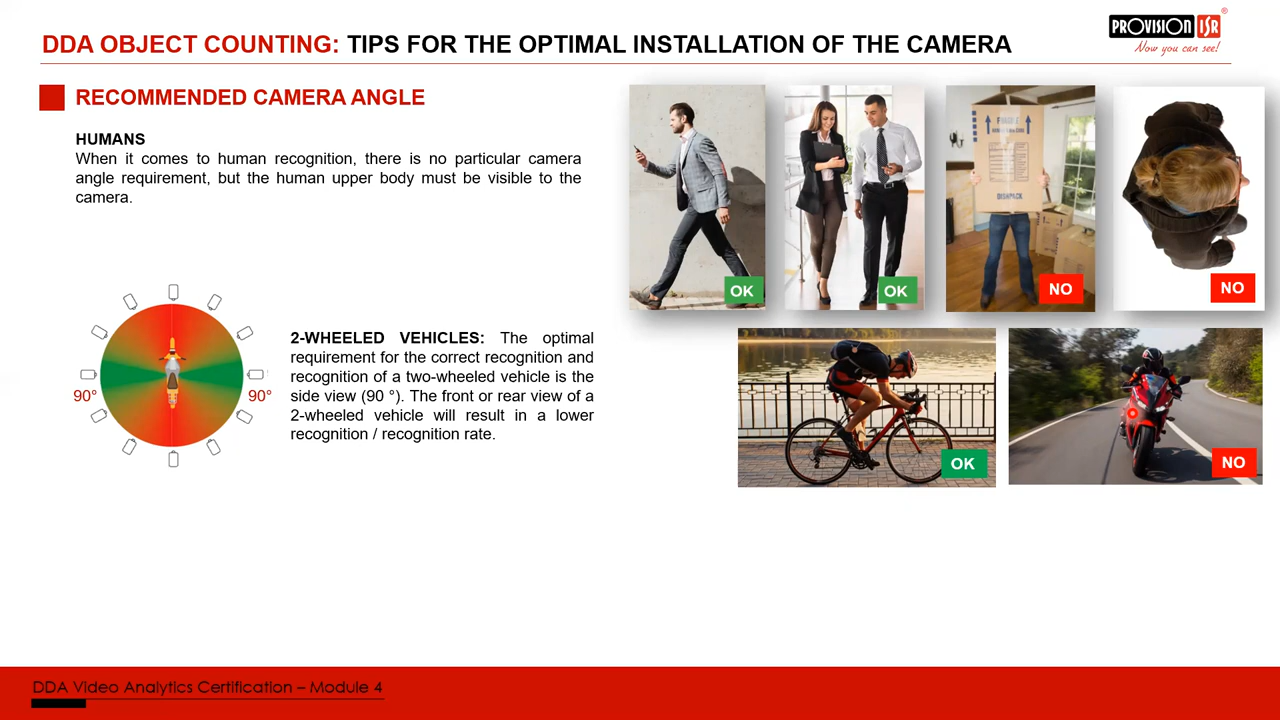 PROVISION ISR®
Now you can see!
DDA OBJECT COUNTING: TIPS FOR THE OPTIMAL INSTALLATION OF THE CAMERA
RECOMMENDED CAMERA ANGLE
HUMANS
When it comes to human recognition, there is no particular camera
angle requirement, but the human upper body must be visible to the
camera.
OK
OK
FRAGILE
DISHPACK
NO
NO
90°
90°
2-WHEELED VEHICLES: The optimal
requirement for the correct recognition and
recognition of a two-wheeled vehicle is the
side view (90 °). The front or rear view of a
2-wheeled vehicle will result in a lower
recognition / recognition rate.
OK
NO
DDA Video Analytics Certification – Module 4